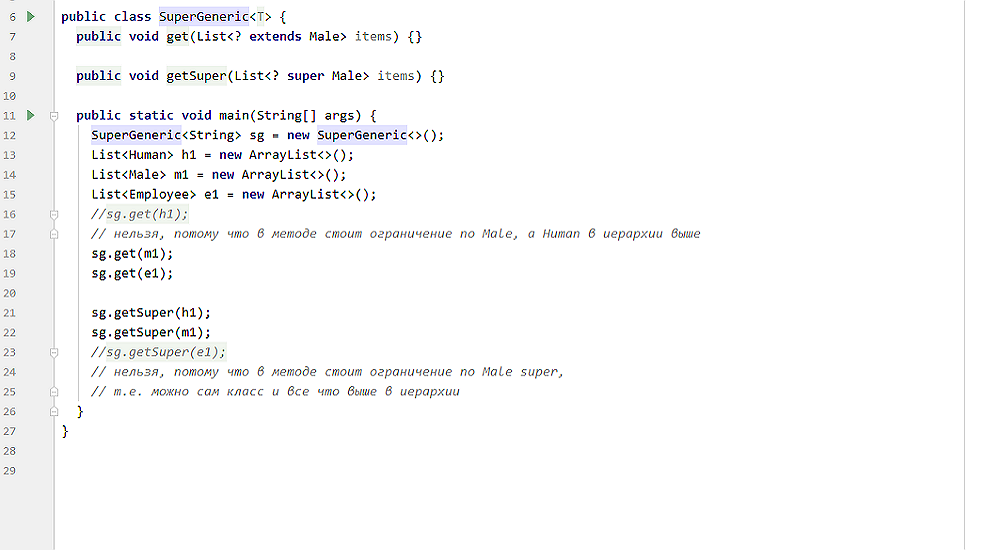 6 public class SuperGeneric<T> {
7 public void get(List<? extends Male> items) {}
8
9 public void getSuper(List<? super Male> items) {}
10
11 public static void main(String[] args) {
12 SuperGeneric<String> sg = new SuperGeneric<>();
13 List<Human> h1 = new ArrayList<>();
14 List<Male> m1 = new ArrayList<>();
15 List<Employee> e1 = new ArrayList<>();
16 //sg.get(h1);
17 // нельзя, потому что в методе стоит ограничение по Male, а Human в иерархии выше
18 sg.get(m1);
19 sg.get(e1);
20
21 sg.getSuper(h1);
22 sg.getSuper(m1);
23 //sg.getSuper(e1);
24 // нельзя, потому что в методе стоит ограничение по Male super,
25 // т.е. можно сам класс и все что выше в иерархии
26 }
27 }
28
29